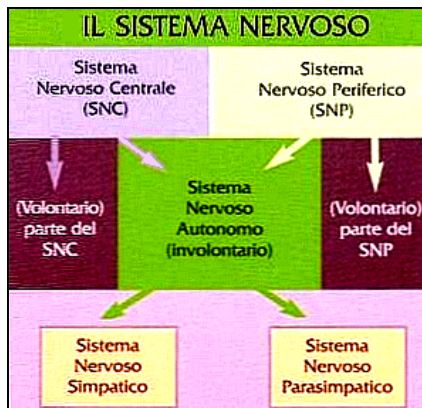 IL SISTEMA NERVOSO
Sistema
Nervoso Centrale
(SNC)
Sistema
Nervoso Periferico
(SNP)
(Volontario)
parte del
SNC
Sistema
Nervoso
Autonomo
(involontario)
(Volontario)
parte del
SNP
Sistema
Nervoso
Simpatico
Sistema
Nervoso
Parasimpatico